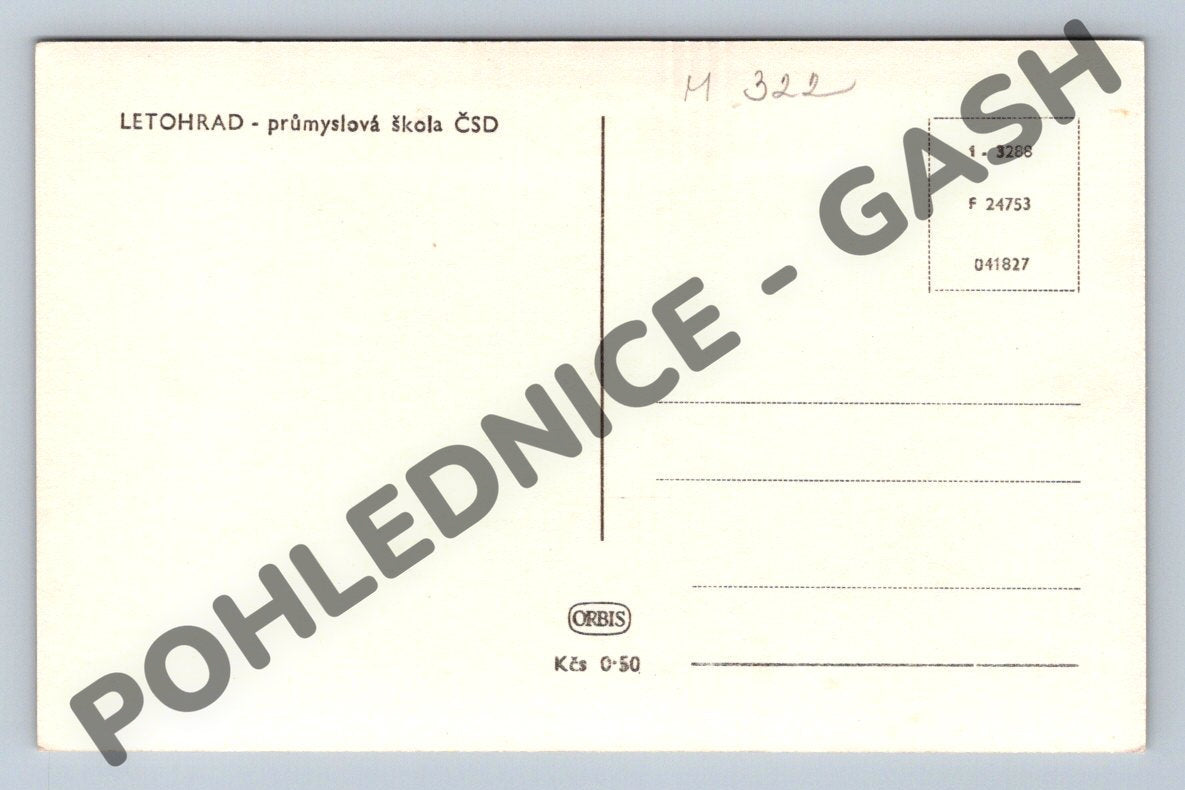 M 322
LETOHRAD - průmyslová škola ČSD
1 - 3288
F 24753
041827
POHLEDNICE - GASH
ORBIS
Kčs 0·50